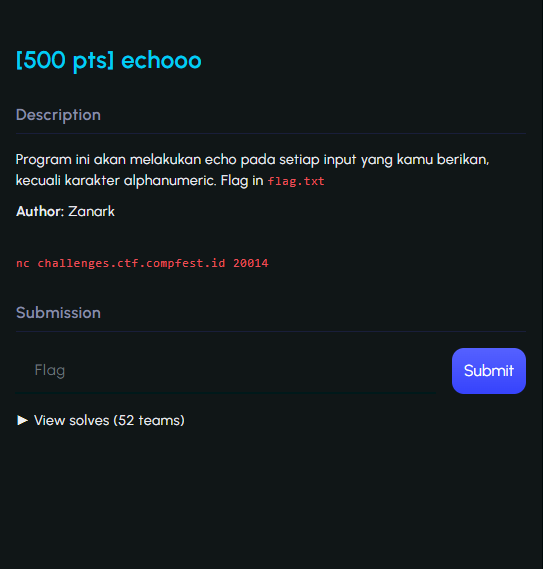 [500 pts] echooo
Description
Program ini akan melakukan echo pada setiap input yang kamu berikan,
kecuali karakter alphanumeric. Flag in flag.txt
Author: Zanark
nc challenges.ctf.compfest.id 20014
Submission
Flag
Submit
► View solves (52 teams)